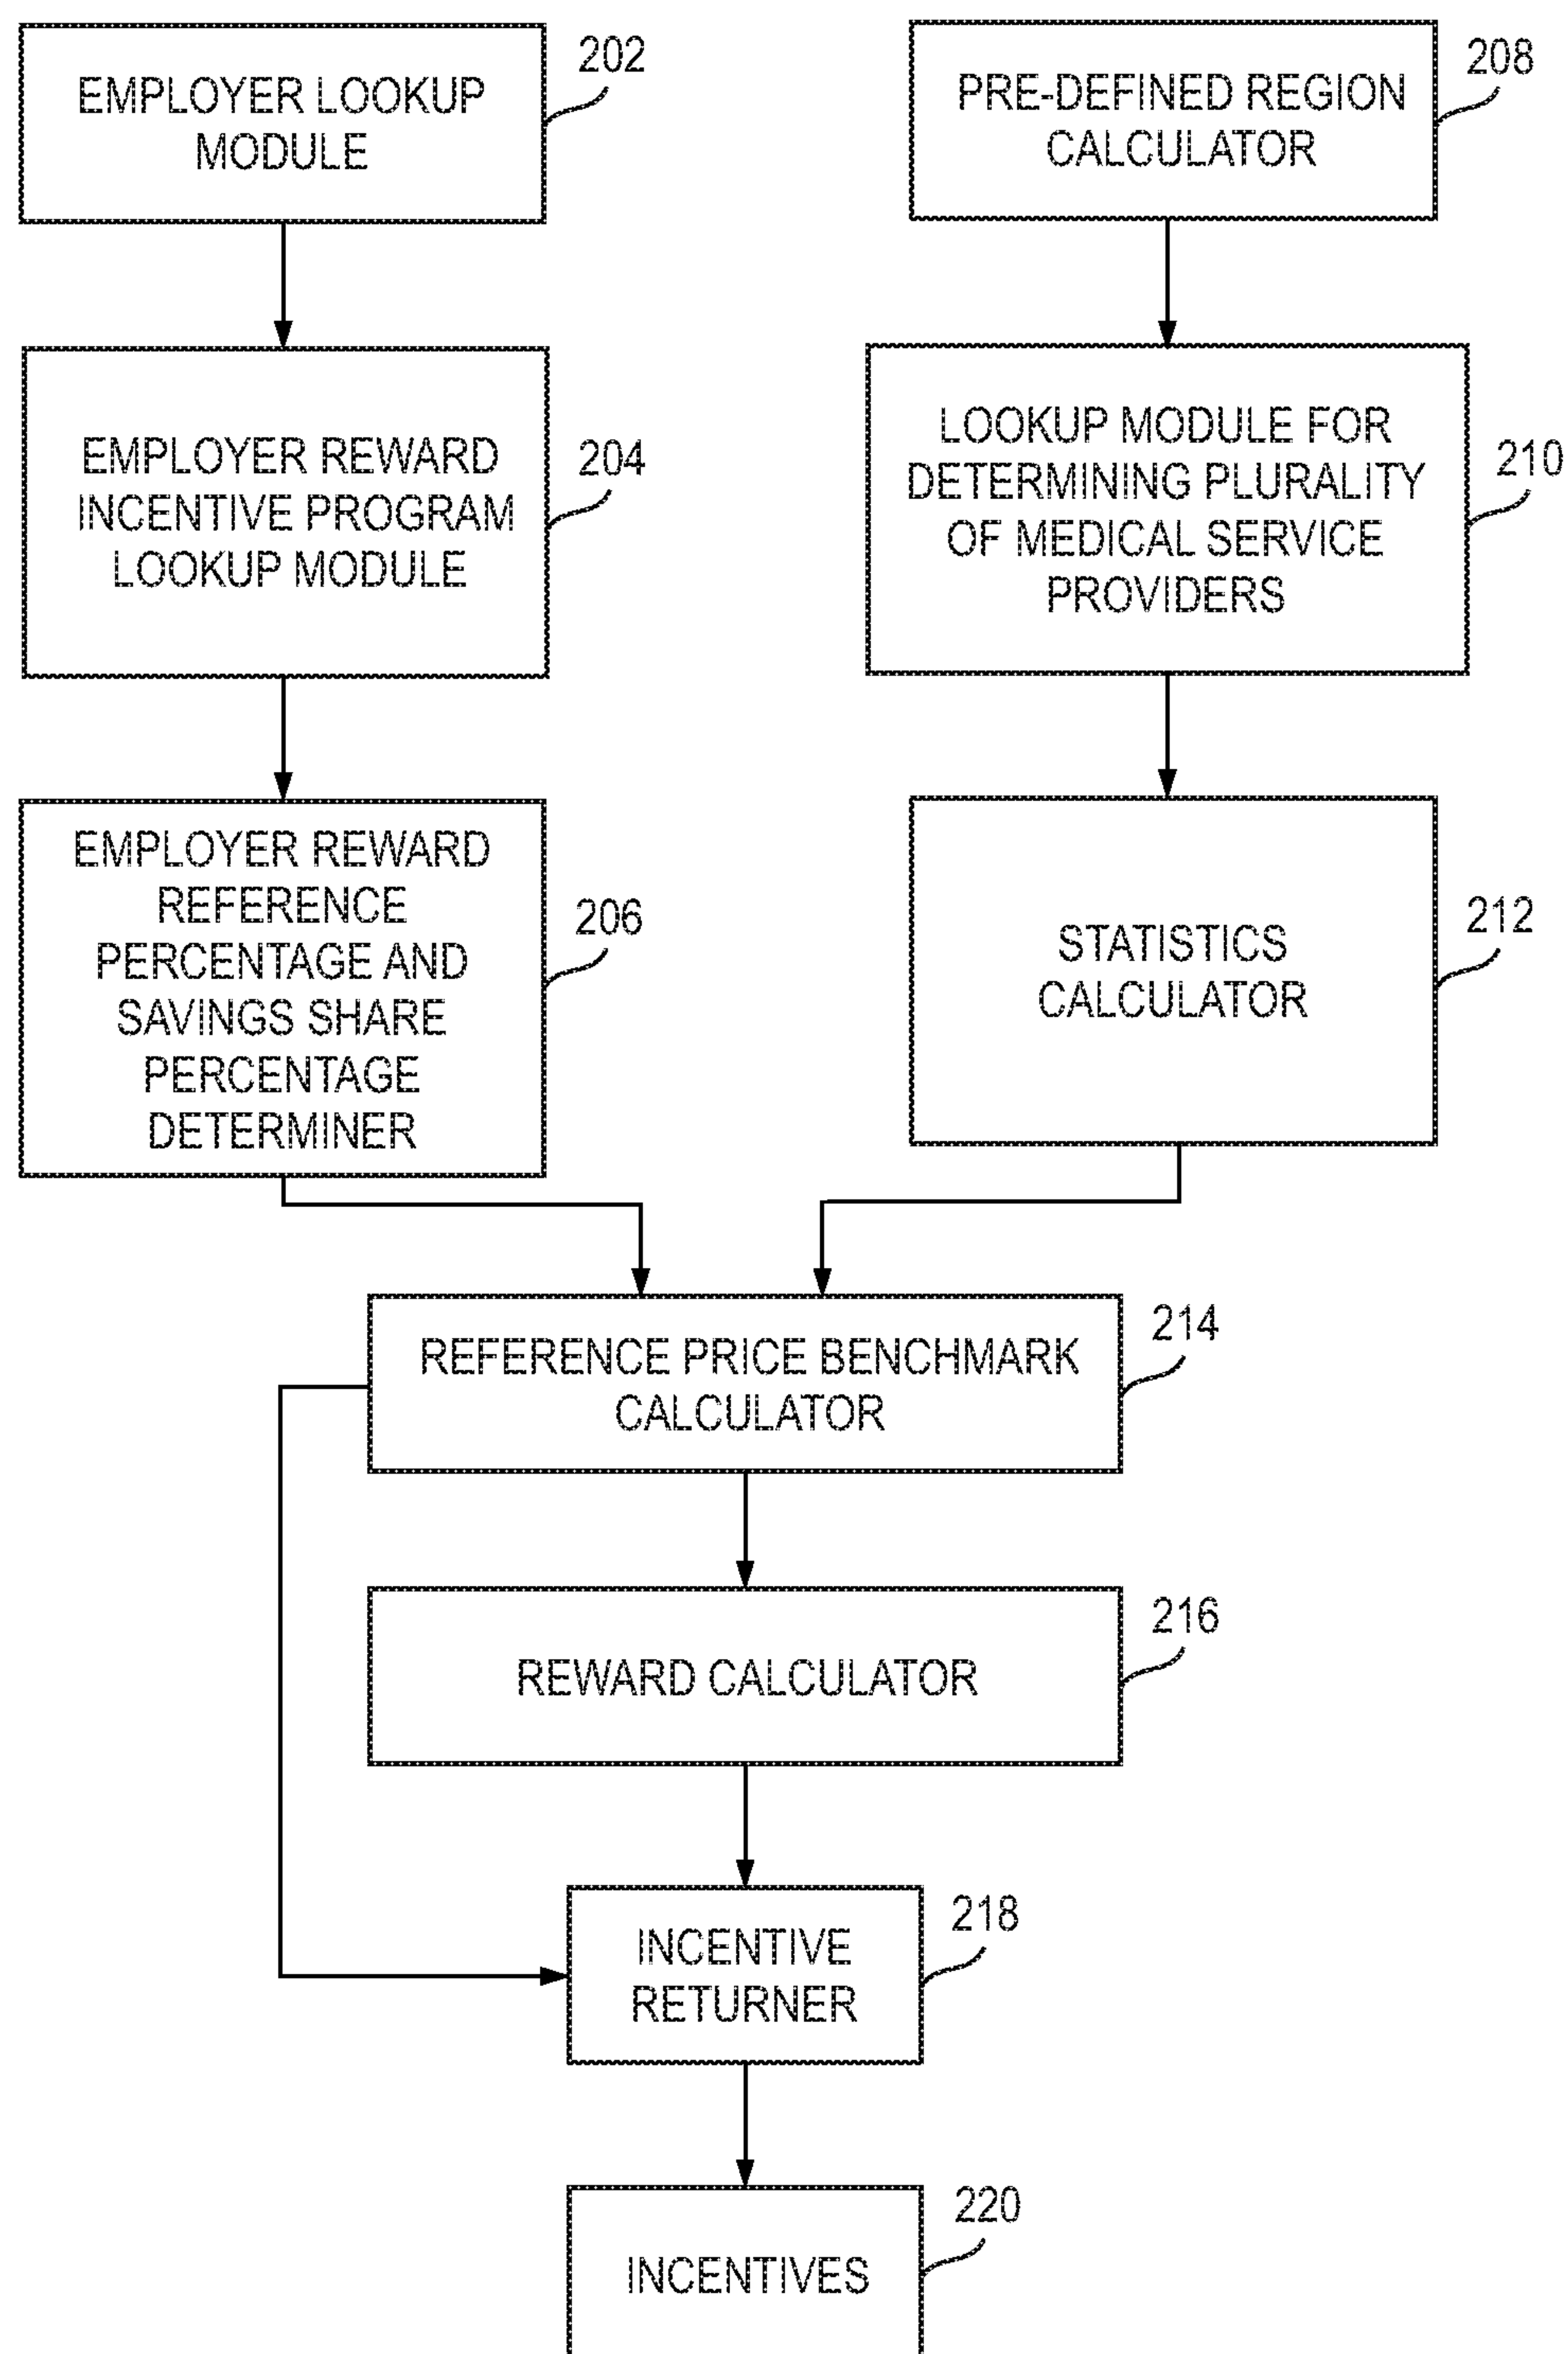 EMPLOYER LOOKUP
MODULE
202
PRE-DEFINED REGION
CALCULATOR
208
EMPLOYER REWARD
INCENTIVE PROGRAM
LOOKUP MODULE
204
LOOKUP MODULE FOR
DETERMINING PLURALITY
OF MEDICAL SERVICE
PROVIDERS
210
EMPLOYER REWARD
REFERENCE
PERCENTAGE AND
SAVINGS SHARE
PERCENTAGE
DETERMINER
206
STATISTICS
CALCULATOR
212
REFERENCE PRICE BENCHMARK
CALCULATOR
214
REWARD CALCULATOR
216
INCENTIVE
RETURNER
218
INCENTIVES
220